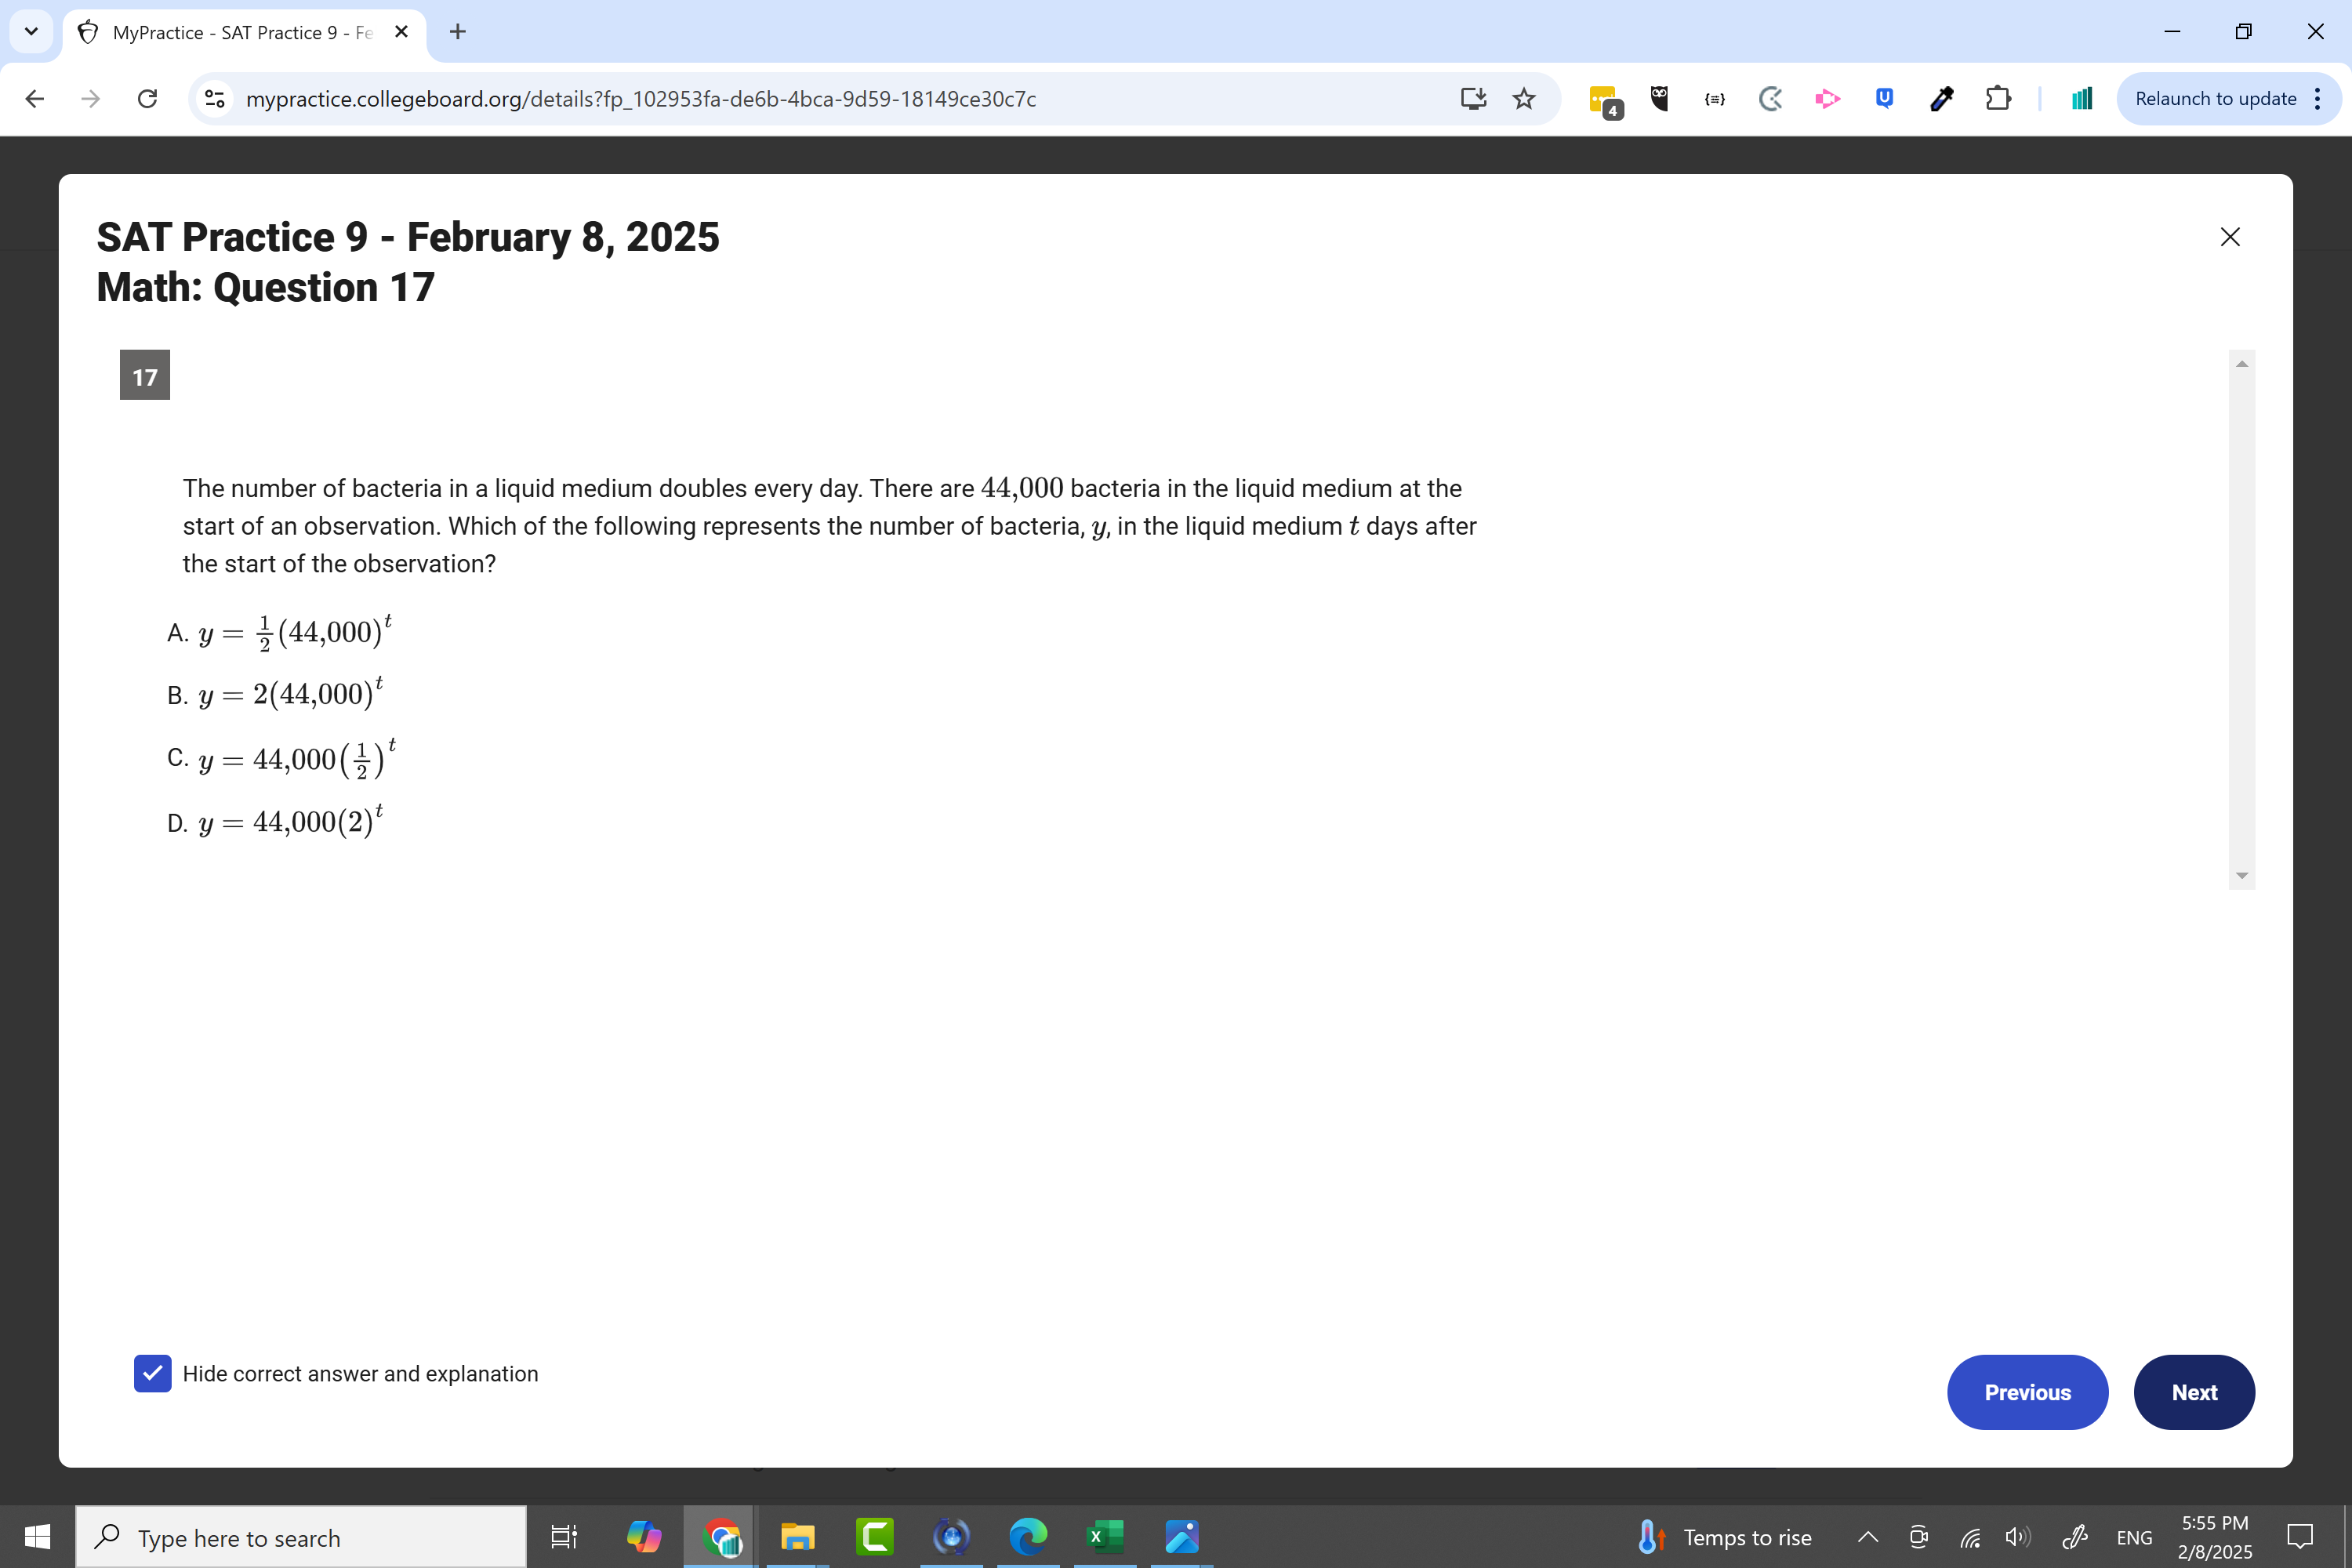 MyPractice - SAT Practice 9 - Fe
mypractice.collegeboard.org/details?fp_102953fa-de6b-4bca-9d59-18149ce30c7c
4
Relaunch to update
SAT Practice 9 - February 8, 2025
Math: Question 17
17
The number of bacteria in a liquid medium doubles every day. There are 44,000 bacteria in the liquid medium at the
start of an observation. Which of the following represents the number of bacteria, y, in the liquid medium t days after
the start of the observation?
A. y = 1/2(44,000)^t
B. y = 2(44,000)^t
C. y = 44,000(1/2)^t
D. y = 44,000(2)^t
Hide correct answer and explanation
Previous
Next
Type here to search
Temps to rise
ENG
5:55 PM
2/8/2025